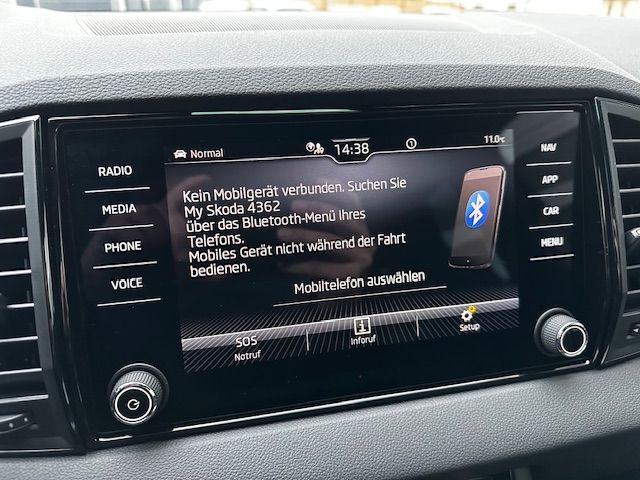 Normal
14:38
1
11.0°C
RADIO
MEDIA
PHONE
VOICE
Kein Mobilgerät verbunden. Suchen Sie
My Skoda 4362
über das Bluetooth-Menü Ihres
Telefons.
Mobiles Gerät nicht während der Fahrt
bedienen.
Mobiltelefon auswählen
SOS
Notruf
i
Inforuf
Setup
NAV
APP
CAR
MENU